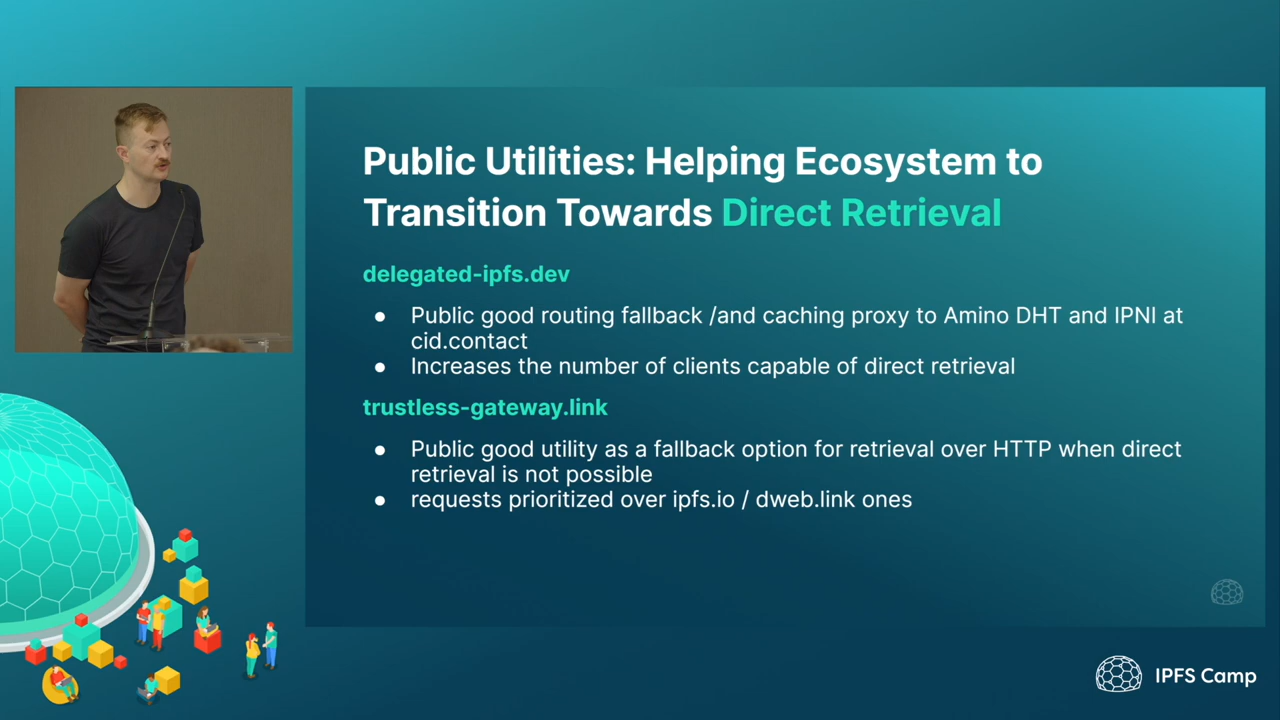 Public Utilities: Helping Ecosystem to
Transition Towards Direct Retrieval
delegated-ipfs.dev
● Public good routing fallback /and caching proxy to Amino DHT and IPNI at
cid.contact
● Increases the number of clients capable of direct retrieval
trustless-gateway.link
● Public good utility as a fallback option for retrieval over HTTP when direct
retrieval is not possible
● requests prioritized over ipfs.io / dweb.link ones
IPFS Camp